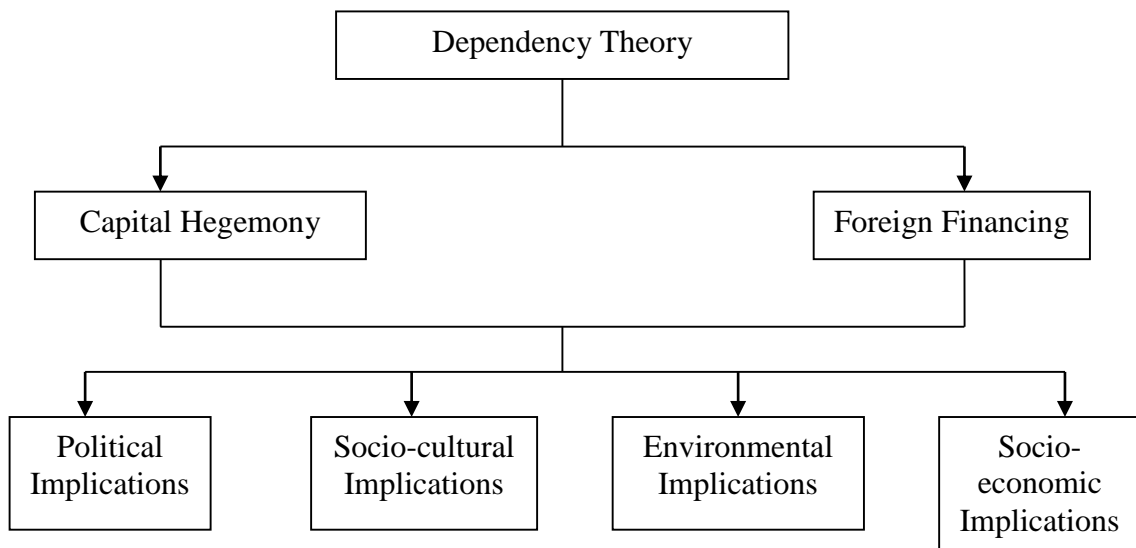 Dependency Theory
Capital Hegemony
Foreign Financing
Political
Implications
Socio-cultural
Implications
Environmental
Implications
Socio-
economic
Implications